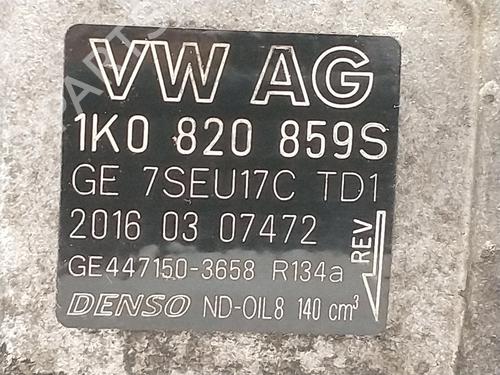 VW AG
1K0 820 859S
GE 7SEU17C TD1
2016 03 07472
GE447150-3658 R134a
REV
DENSO ND-OIL8 140 cm³